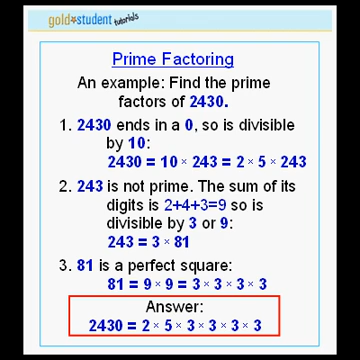 gold★student tutorials
Prime Factoring
An example: Find the prime
factors of 2430.
1. 2430 ends in a 0, so is divisible
by 10:
2430 = 10 × 243 = 2 × 5 × 243
2. 243 is not prime. The sum of its
digits is 2+4+3=9 so is
divisible by 3 or 9:
243 = 3 × 81
3. 81 is a perfect square:
81 = 9 × 9 = 3 × 3 × 3 × 3
Answer:
2430 = 2 × 5 × 3 × 3 × 3 × 3